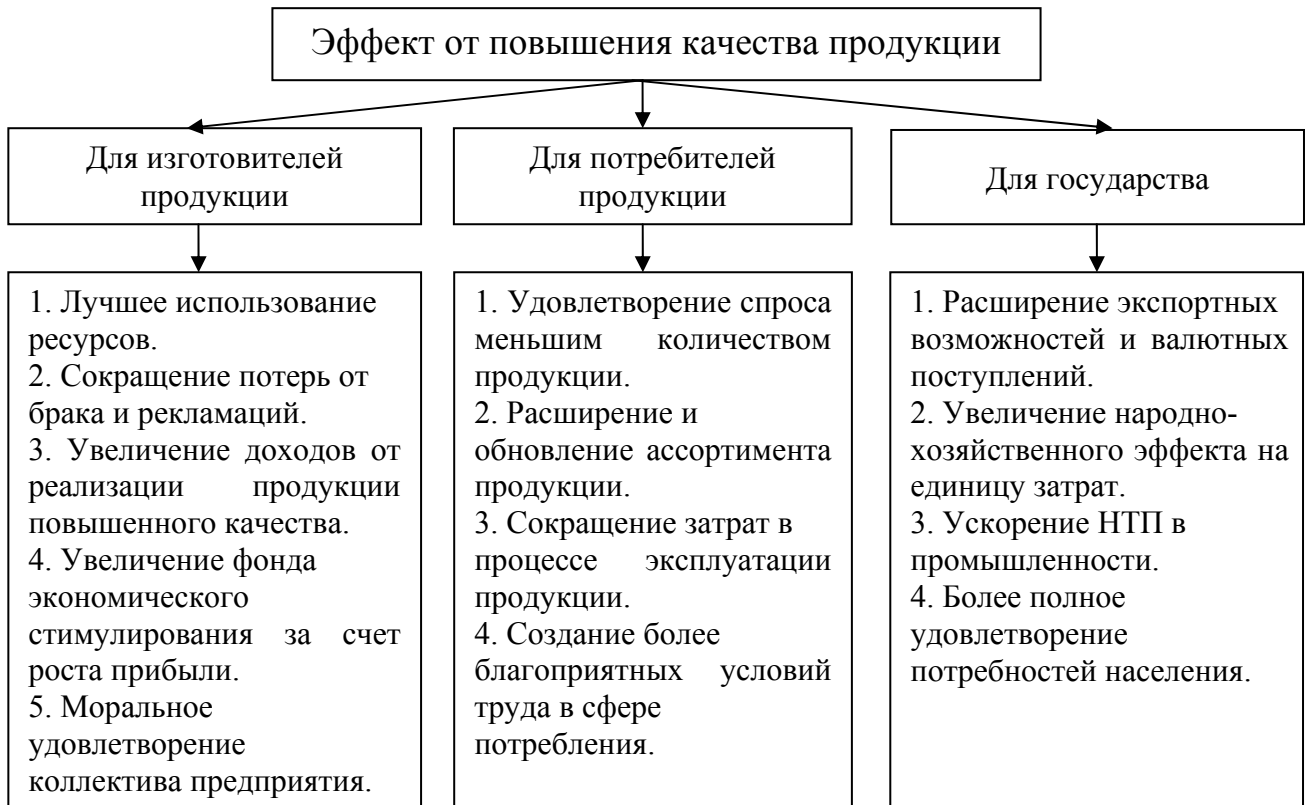 Эффект от повышения качества продукции
Для изготовителей
продукции
Для потребителей
продукции
Для государства
1. Лучшее использование
ресурсов.
2. Сокращение потерь от
брака и рекламаций.
3. Увеличение доходов от
реализации продукции
повышенного качества.
4. Увеличение фонда
экономического
стимулирования за счет
роста прибыли.
5. Моральное
удовлетворение
коллектива предприятия.
1. Удовлетворение спроса
меньшим количеством
продукции.
2. Расширение и
обновление ассортимента
продукции.
3. Сокращение затрат в
процессе эксплуатации
продукции.
4. Создание более
благоприятных условий
труда в сфере
потребления.
1. Расширение экспортных
возможностей и валютных
поступлений.
2. Увеличение народно-
хозяйственного эффекта на
единицу затрат.
3. Ускорение НТП в
промышленности.
4. Более полное
удовлетворение
потребностей населения.